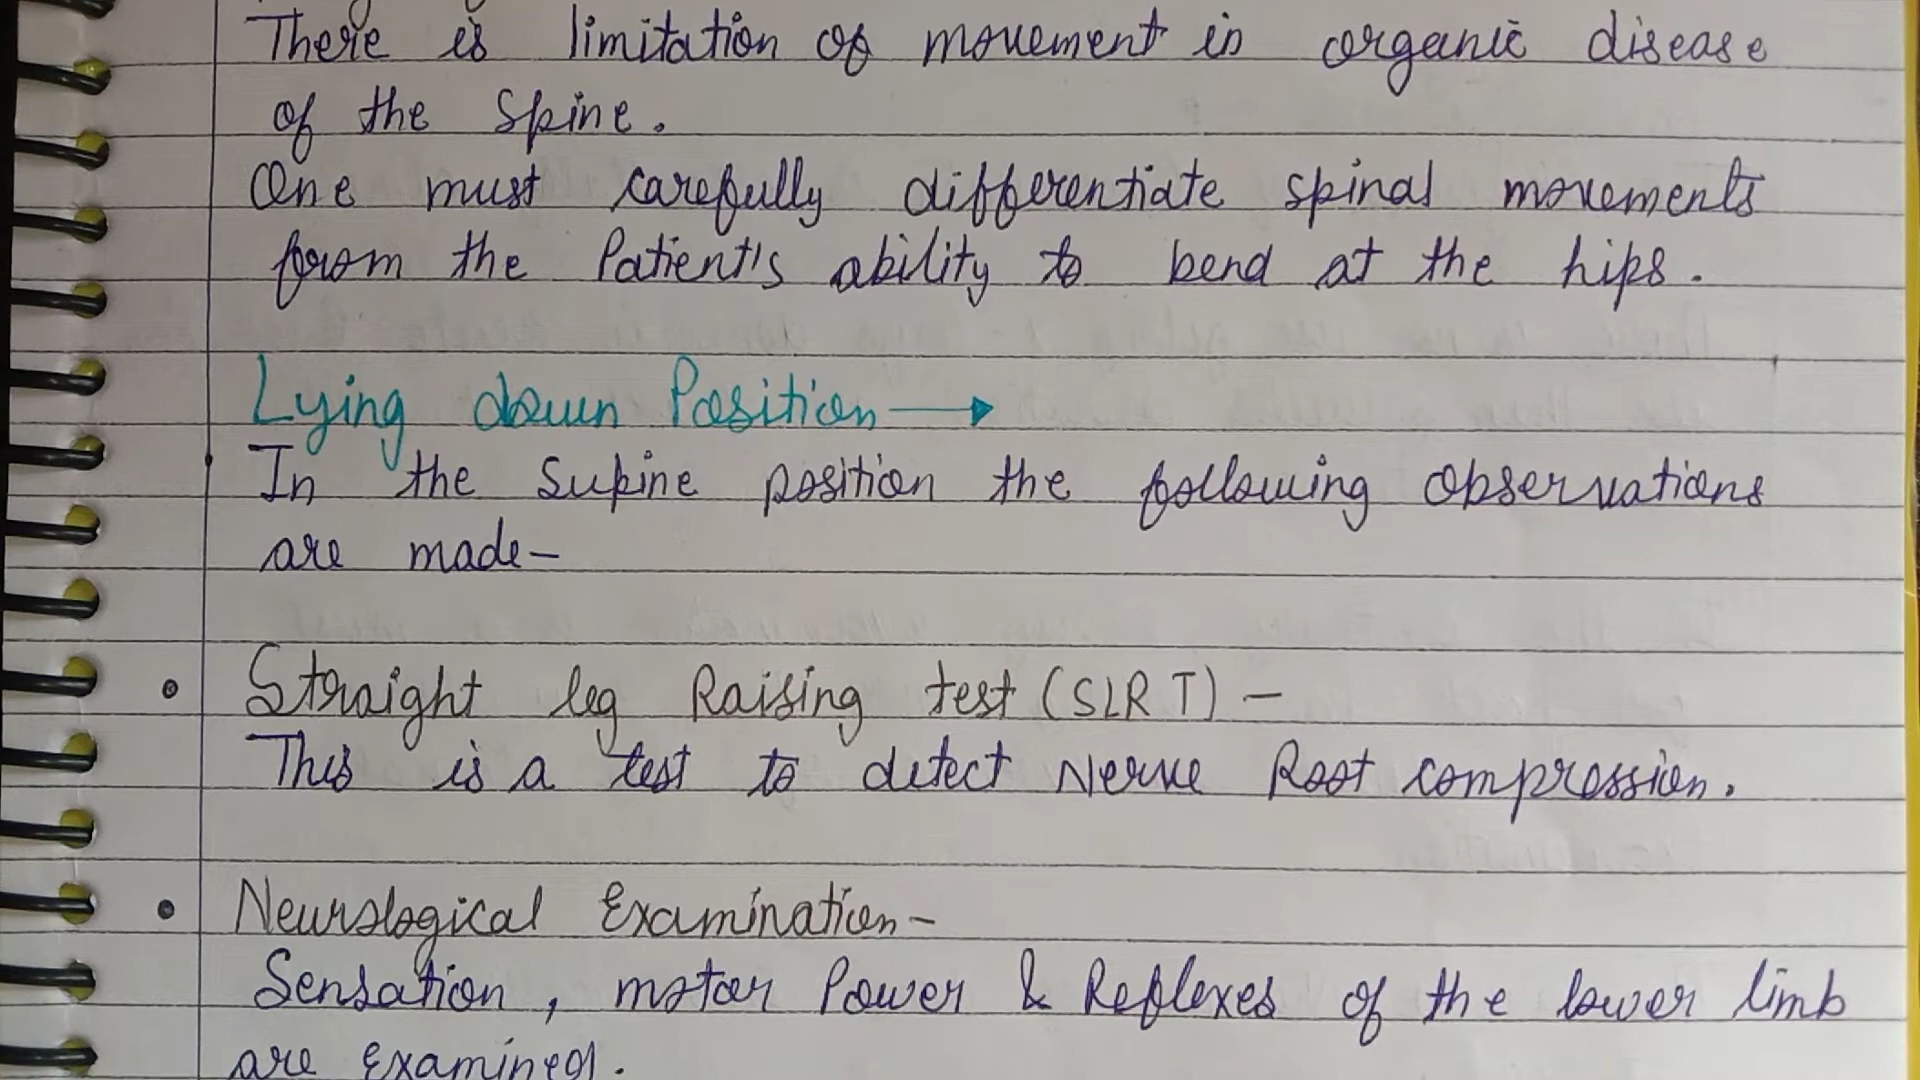 There is limitation of movement in organic disease
of the Spine.
One must carefully differentiate spinal movements
from the Patient's ability to bend at the hips.
Lying down Position →
In the Supine position the following Observations
are made-
• Straight leg Raising test (SLRT) -
This is a test to detect Nerve Root compression.
• Neurological Examination-
Sensation, motor Power & Reflexes of the lower limb
are Examined.